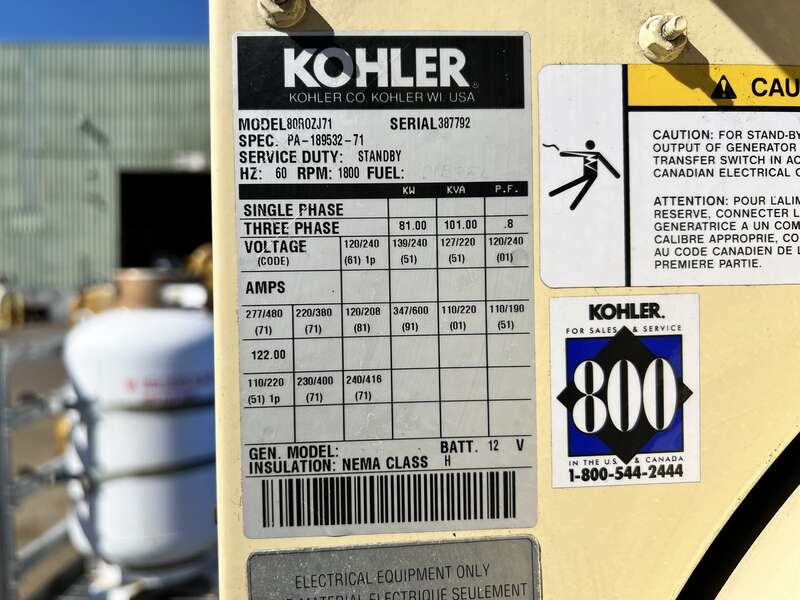 KOHLER®
KOHLER CO. KOHLER WI. USA
MODEL 80ROZJ71 SERIAL 387792
SPEC. PA-189532-71
SERVICE DUTY: STANDBY
HZ: 60 RPM: 1800 FUEL: DIESEL
KW KVA P.F.
SINGLE PHASE
THREE PHASE 81.00 101.00 .8
VOLTAGE 120/240 139/240 127/220 120/240
(CODE) (61) 1p (51) (51) (01)
AMPS
277/480 220/380 120/208 347/600 110/220 110/190
(71) (71) (81) (91) (01) (51)
122.00
110/220 230/400 240/416
(51) 1p (71) (71)
GEN. MODEL: BATT. 12 V
INSULATION: NEMA CLASS H
ELECTRICAL EQUIPMENT ONLY
MATERIAL ELECTRIQUE SEULEMENT
CAU
CAUTION: FOR STAND-BY
OUTPUT OF GENERATOR
TRANSFER SWITCH IN AC
CANADIAN ELECTRICAL C
ATTENTION: POUR L'ALIM
RESERVE, CONNECTER L
GENERATRICE A UN COM
CALIBRE APPROPRIE, CO
AU CODE CANADIEN DE L
PREMIERE PARTIE.
KOHLER.
FOR SALES & SERVICE
800
IN THE U.S. & CANADA
1-800-544-2444